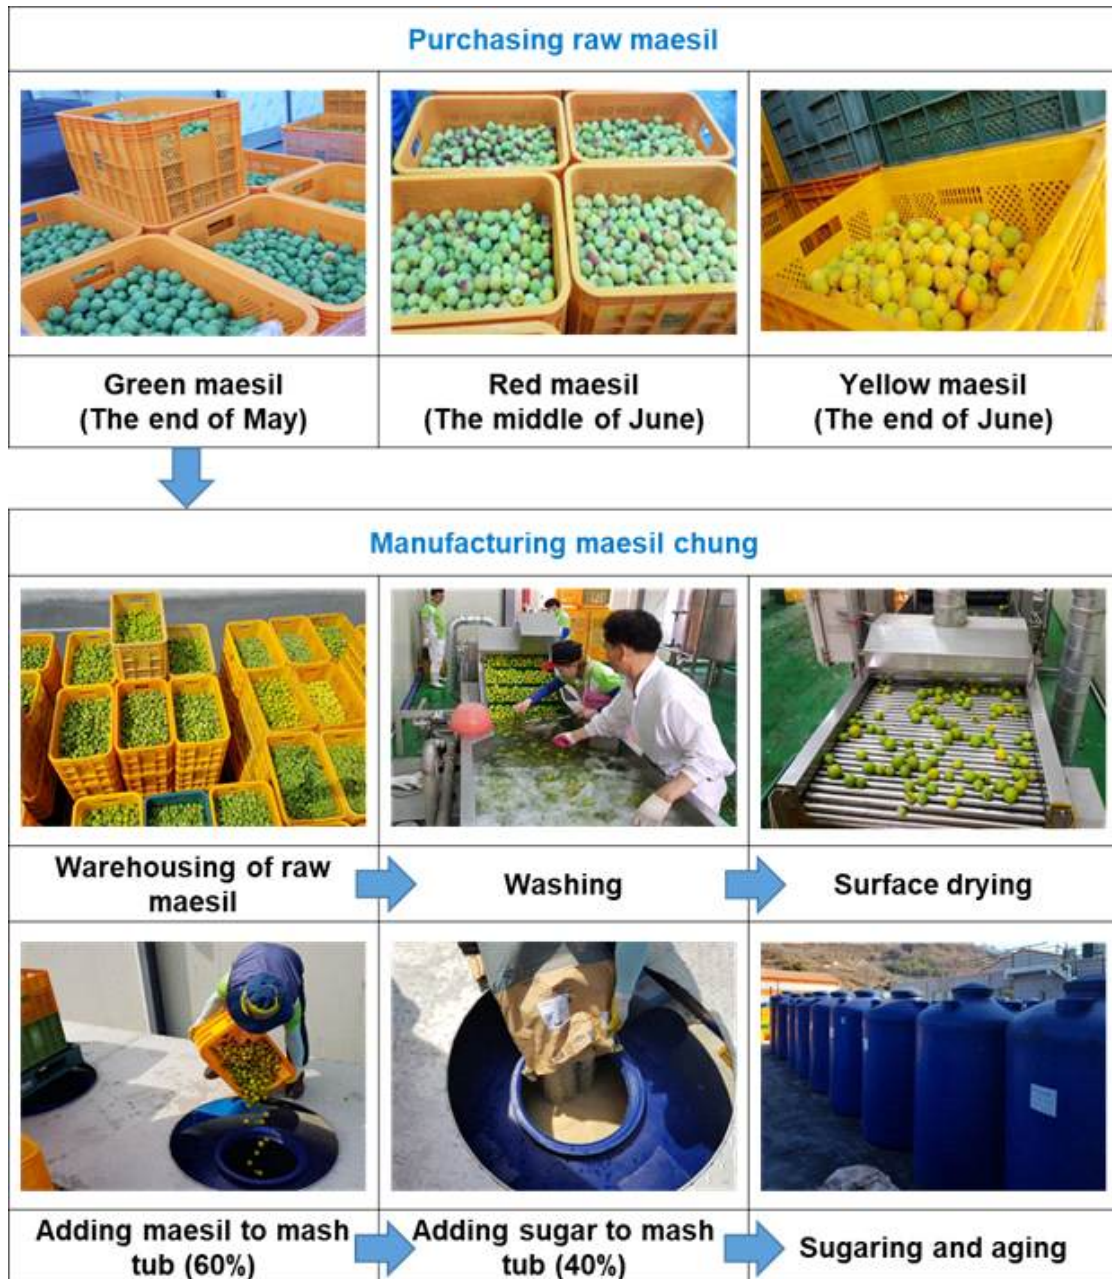 Purchasing raw maesil
Green maesil
(The end of May)
Red maesil
(The middle of June)
Yellow maesil
(The end of June)
Manufacturing maesil chung
Warehousing of raw
maesil
Washing
Surface drying
Adding maesil to mash
tub (60%)
Adding sugar to mash
tub (40%)
Sugaring and aging